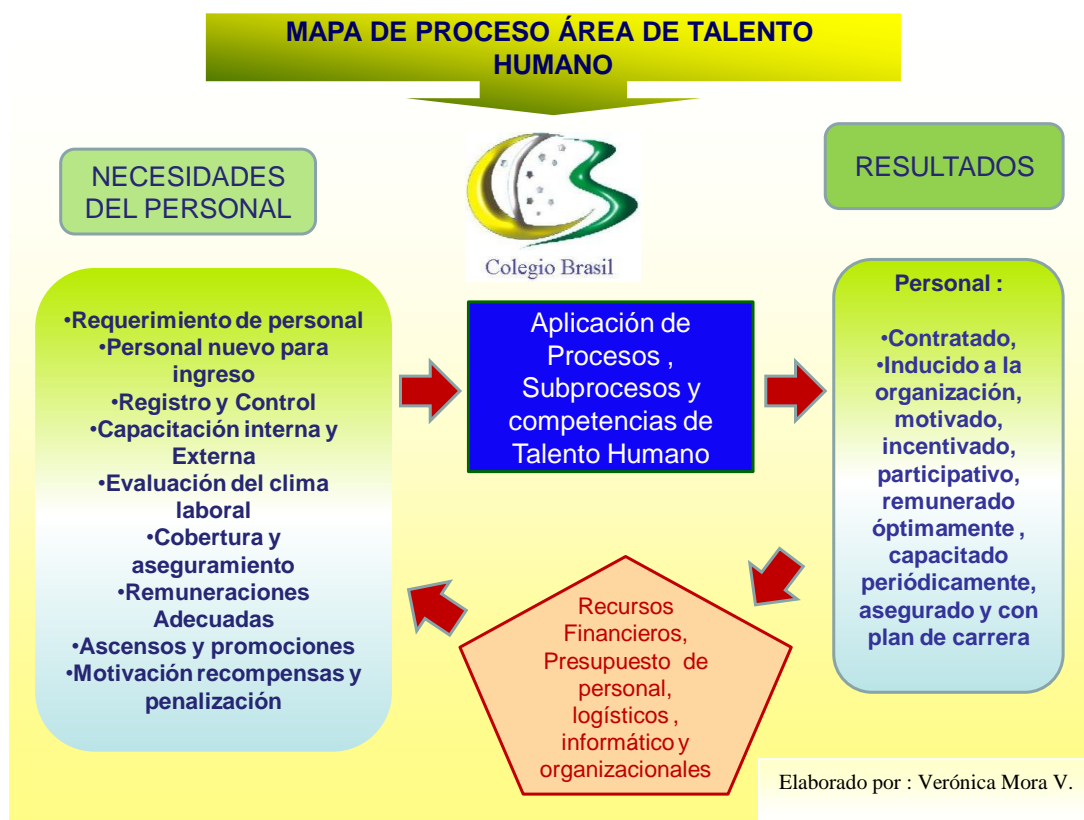 MAPA DE PROCESO ÁREA DE TALENTO
HUMANO
NECESIDADES
DEL PERSONAL
Colegio Brasil
RESULTADOS
•Requerimiento de personal
•Personal nuevo para
ingreso
•Registro y Control
•Capacitación interna y
Externa
•Evaluación del clima
laboral
•Cobertura y
aseguramiento
•Remuneraciones
Adecuadas
•Ascensos y promociones
•Motivación recompensas y
penalización
Aplicación de
Procesos ,
Subprocesos y
competencias de
Talento Humano
Personal :
•Contratado,
•Inducido a la
organización,
motivado,
incentivado,
participativo,
remunerado
óptimamente ,
capacitado
periódicamente,
asegurado y con
plan de carrera
Recursos
Financieros,
Presupuesto de
personal,
logísticos ,
informático y
organizacionales
Elaborado por : Verónica Mora V.